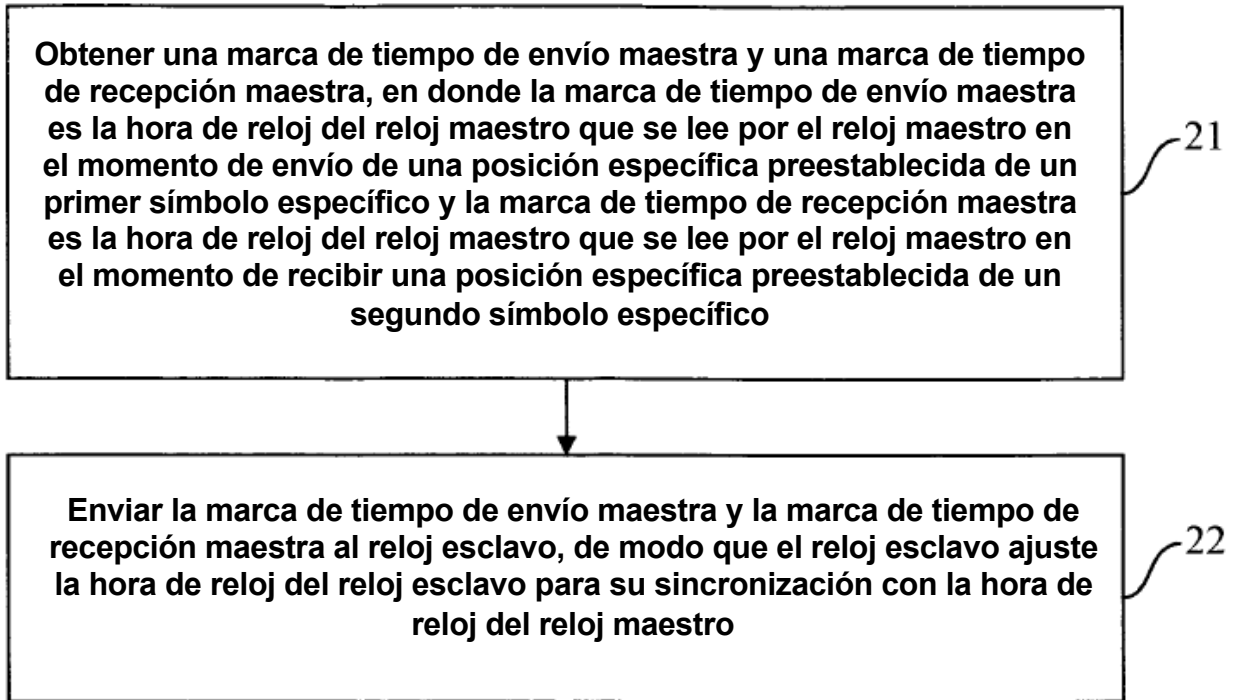 Obtener una marca de tiempo de envío maestra y una marca de tiempo
de recepción maestra, en donde la marca de tiempo de envío maestra
es la hora de reloj del reloj maestro que se lee por el reloj maestro en
el momento de envío de una posición específica preestablecida de un
primer símbolo específico y la marca de tiempo de recepción maestra
es la hora de reloj del reloj maestro que se lee por el reloj maestro en
el momento de recibir una posición específica preestablecida de un
segundo símbolo específico
21
Enviar la marca de tiempo de envío maestra y la marca de tiempo de
recepción maestra al reloj esclavo, de modo que el reloj esclavo ajuste
la hora de reloj del reloj esclavo para su sincronización con la hora de
reloj del reloj maestro
22